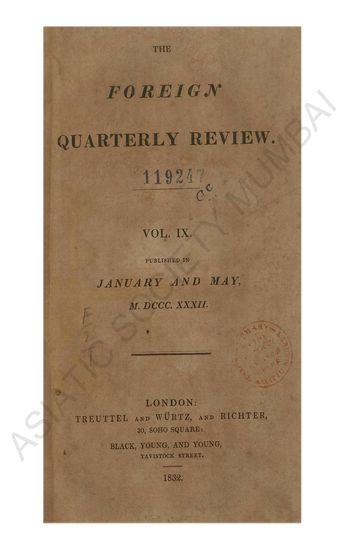 THE
FOREIGN
QUARTERLY REVIEW.
119247
VOL. IX.
PUBLISHED IN
JANUARY AND MAY,
M. DCCC. XXXII.
LONDON:
TREUTTEL AND WÜRTZ, AND RICHTER,
30, SOHO SQUARE:
BLACK, YOUNG, AND YOUNG,
TAVISTOCK STREET.
1832.
ASIATIC SOCIETY MUMBAI